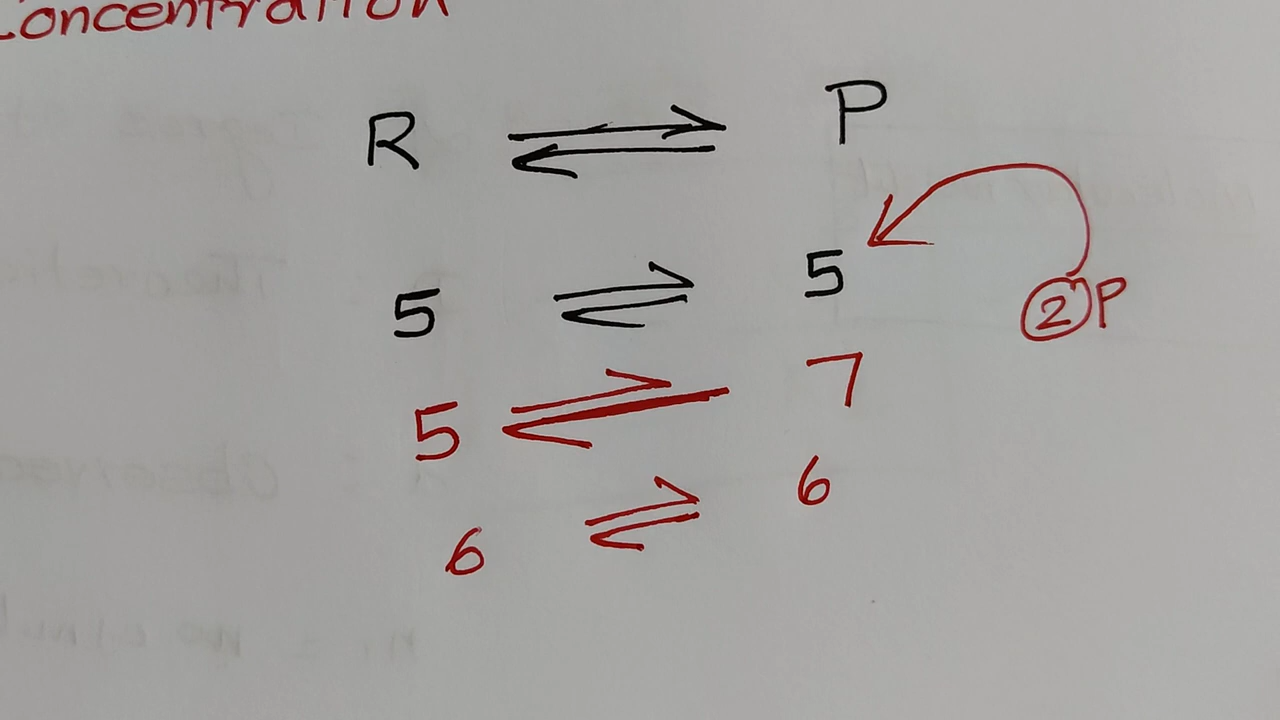 Concentration
R ⇌ P
5 ⇌ 5
2 P
5 ⇌ 7
6 ⇌ 6